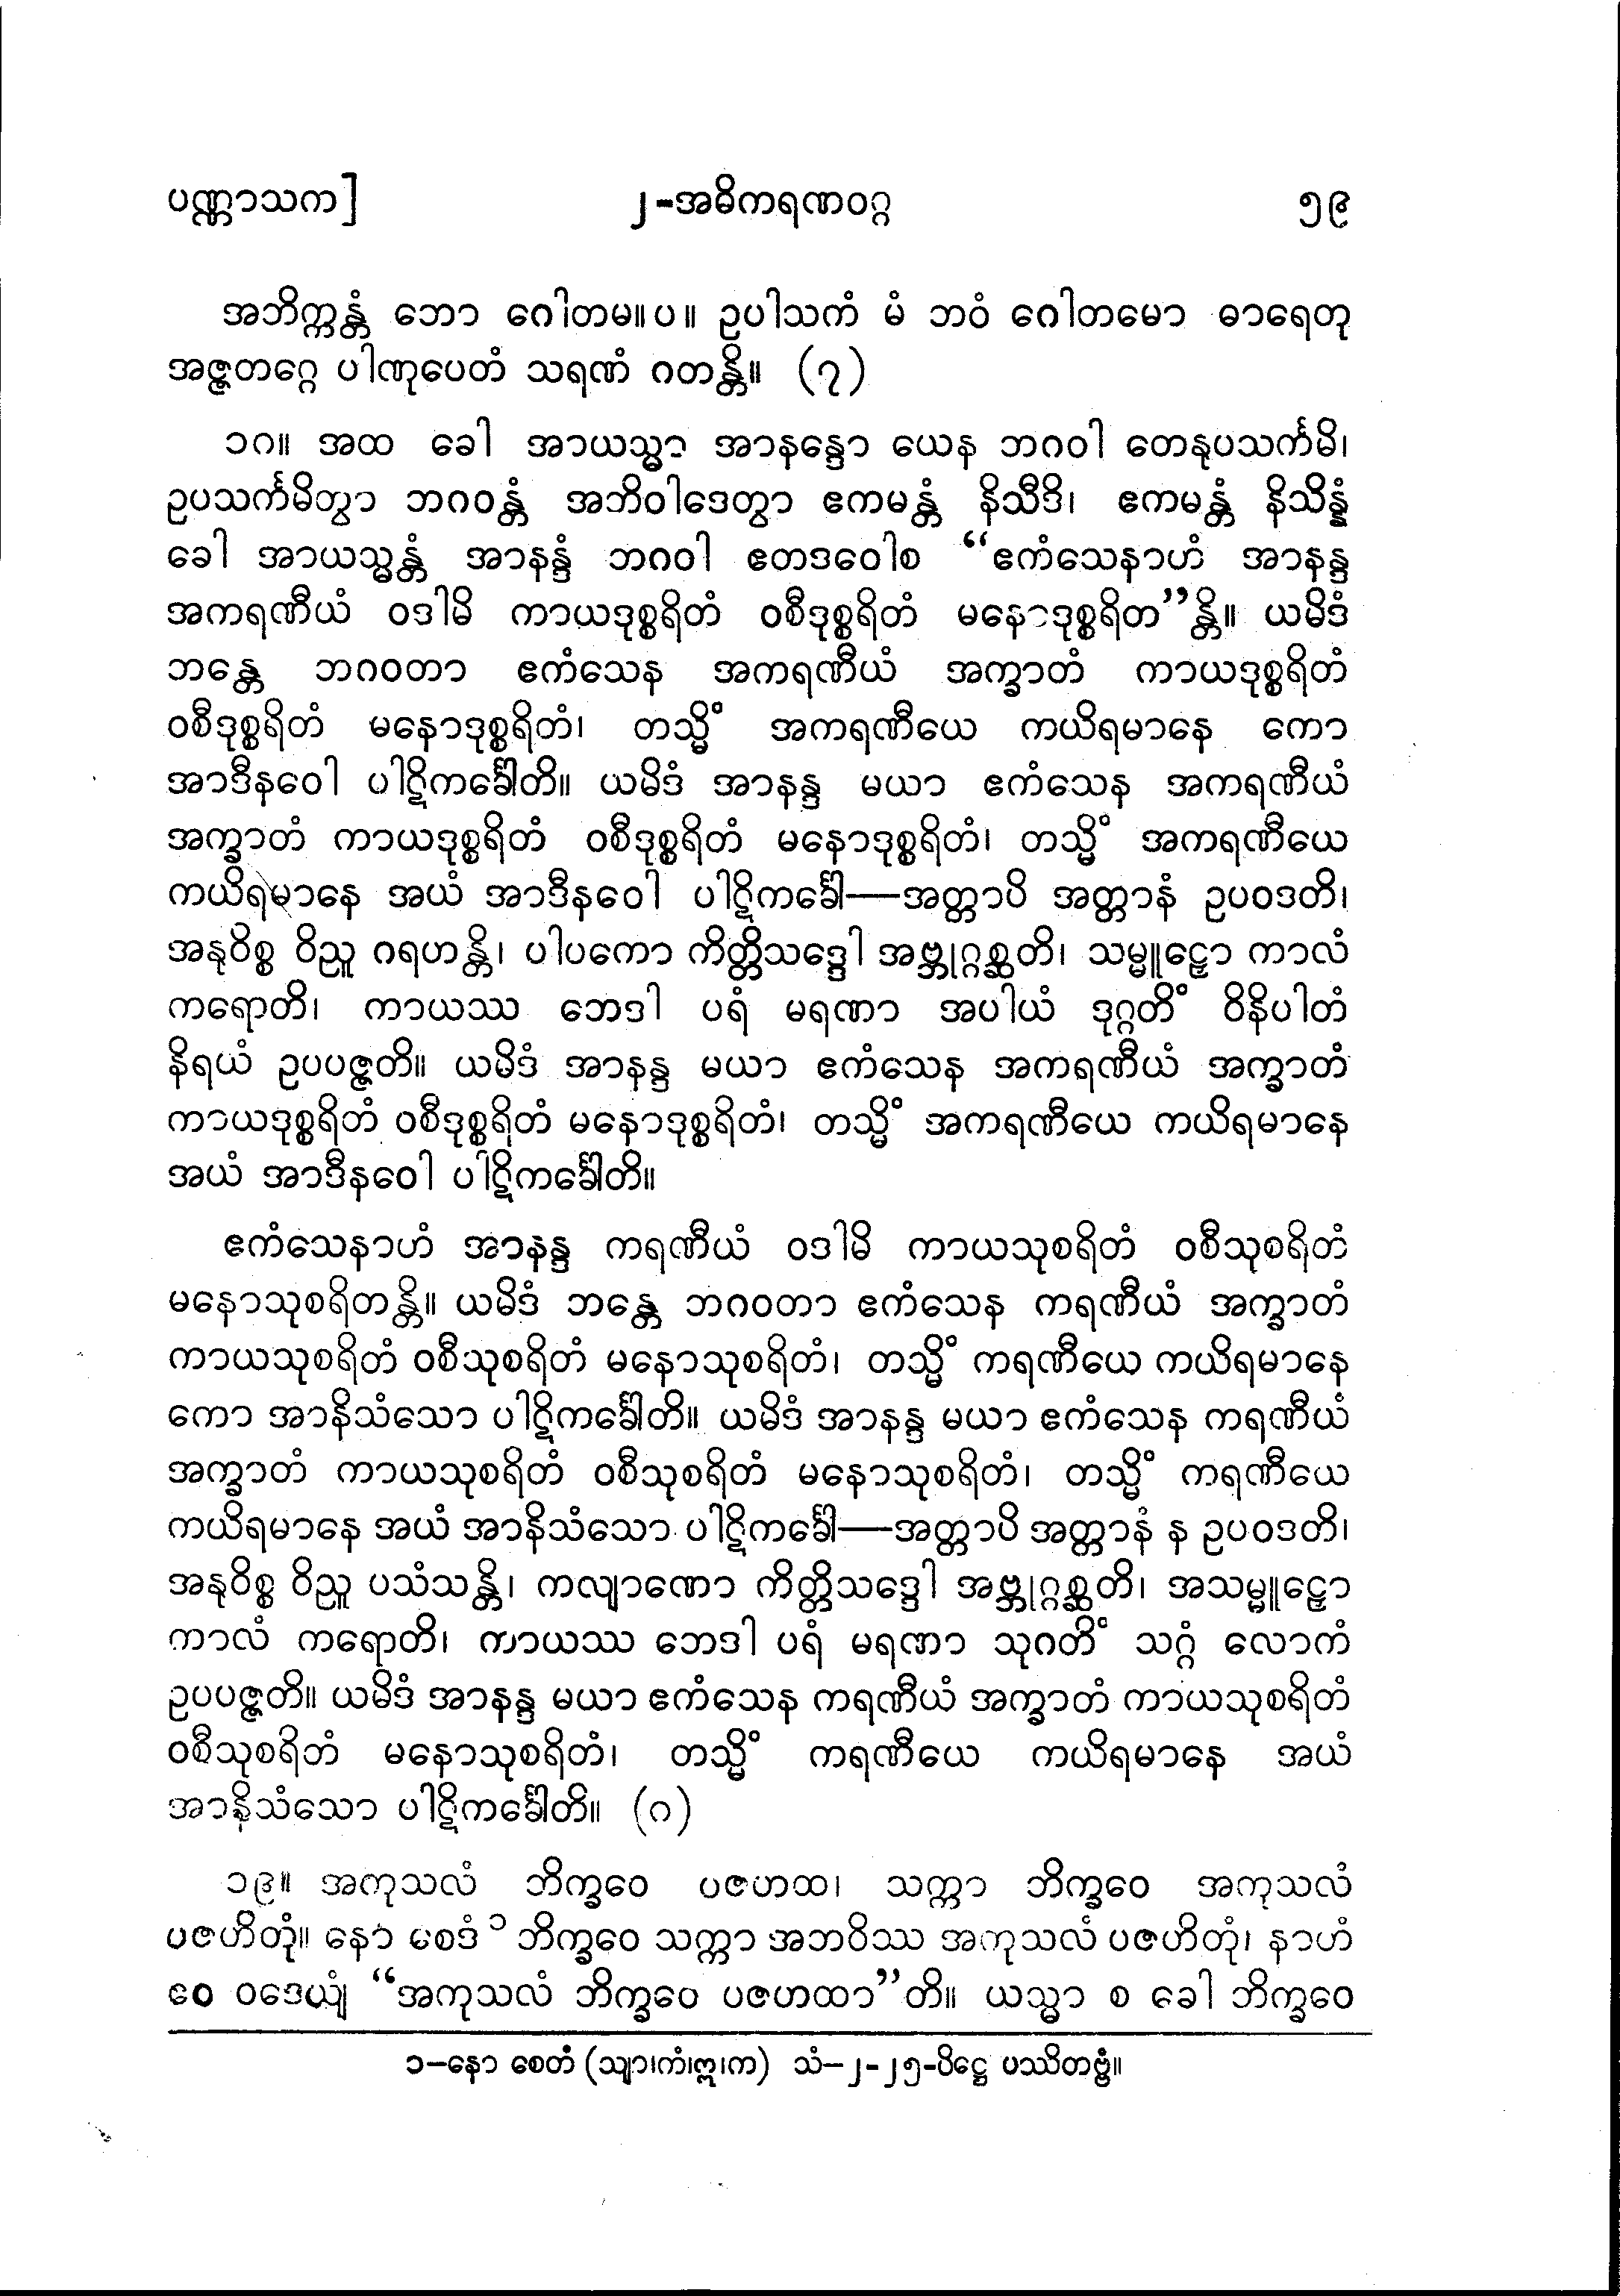 ပဏ္ဏာသက]
၂-အဓိကရဏဝဂ္ဂ
၅၉
အဘိက္ကန္တံ ဘော ဂေါတမ။ပ။ ဥပါသကံ မံ ဘဝံ ဂေါတမော ဓာရေတု
အဇ္ဇတဂ္ဂေ ပါဏုပေတံ သရဏံ ဂတန္တိ။ (၇)
၁၈။ အထ ခေါ အာယသ္မာ အာနန္ဒော ယေန ဘဂဝါ တေနုပသင်္ကမိ၊
ဥပသင်္ကမိတွာ ဘဂဝန္တံ အဘိဝါဒေတွာ ဧကမန္တံ နိသီဒိ၊ ဧကမန္တံ နိသိန္နံ
ခေါ အာယသ္မန္တံ အာနန္ဒံ ဘဂဝါ ဧတဒဝေါစ “ဧကံသေနာဟံ အာနန္ဒ
အကရဏီယံ ဝဒါမိ ကာယဒုစ္စရိတံ ဝစီဒုစ္စရိတံ မနောဒုစ္စရိတ”န္တိ။ ယမိဒံ
ဘန္တေ ဘဂဝတာ ဧကံသေန အကရဏီယံ အက္ခာတံ ကာယဒုစ္စရိတံ
ဝစီဒုစ္စရိတံ မနောဒုစ္စရိတံ၊ တသ္မိံ အကရဏီယေ ကယိရမာနေ ကော
အာဒီနဝေါ ပါဋိကင်္ခေါတိ။ ယမိဒံ အာနန္ဒ မယာ ဧကံသေန အကရဏီယံ
အက္ခာတံ ကာယဒုစ္စရိတံ ဝစီဒုစ္စရိတံ မနောဒုစ္စရိတံ၊ တသ္မိံ အကရဏီယေ
ကယိရမာနေ အယံ အာဒီနဝေါ ပါဋိကင်္ခေါ—အတ္တာပိ အတ္တာနံ ဥပဝဒတိ၊
အနုဝိစ္စ ဝိညူ ဂရဟန္တိ၊ ပါပကော ကိတ္တိသဒ္ဒေါ အဗ္ဘုဂ္ဂစ္ဆတိ၊ သမ္မူဠှော ကာလံ
ကရောတိ၊ ကာယဿ ဘေဒါ ပရံ မရဏာ အပါယံ ဒုဂ္ဂတိံ ဝိနိပါတံ
နိရယံ ဥပပဇ္ဇတိ။ ယမိဒံ အာနန္ဒ မယာ ဧကံသေန အကရဏီယံ အက္ခာတံ
ကာယဒုစ္စရိတံ ဝစီဒုစ္စရိတံ မနောဒုစ္စရိတံ၊ တသ္မိံ အကရဏီယေ ကယိရမာနေ
အယံ အာဒီနဝေါ ပါဋိကင်္ခေါတိ။
ဧကံသေနာဟံ အာနန္ဒ ကရဏီယံ ဝဒါမိ ကာယသုစရိတံ ဝစီသုစရိတံ
မနောသုစရိတန္တိ။ ယမိဒံ ဘန္တေ ဘဂဝတာ ဧကံသေန ကရဏီယံ အက္ခာတံ
ကာယသုစရိတံ ဝစီသုစရိတံ မနောသုစရိတံ၊ တသ္မိံ ကရဏီယေ ကယိရမာနေ
ကော အာနိသံသော ပါဋိကင်္ခေါတိ။ ယမိဒံ အာနန္ဒ မယာ ဧကံသေန ကရဏီယံ
အက္ခာတံ ကာယသုစရိတံ ဝစီသုစရိတံ မနောသုစရိတံ၊ တသ္မိံ ကရဏီယေ
ကယိရမာနေ အယံ အာနိသံသော ပါဋိကင်္ခေါ—အတ္တာပိ အတ္တာနံ န ဥပဝဒတိ၊
အနုဝိစ္စ ဝိညူ ပသံသန္တိ၊ ကလျာဏော ကိတ္တိသဒ္ဒေါ အဗ္ဘုဂ္ဂစ္ဆတိ၊ အသမ္မူဠှော
ကာလံ ကရောတိ၊ ကာယဿ ဘေဒါ ပရံ မရဏာ သုဂတိံ သဂ္ဂံ လောကံ
ဥပပဇ္ဇတိ။ ယမိဒံ အာနန္ဒ မယာ ဧကံသေန ကရဏီယံ အက္ခာတံ ကာယသုစရိတံ
ဝစီသုစရိတံ မနောသုစရိတံ၊ တသ္မိံ ကရဏီယေ ကယိရမာနေ အယံ
အာနိသံသော ပါဋိကင်္ခေါတိ။ (၈)
၁၉။ အကုသလံ ဘိက္ခဝေ ပဇဟထ၊ သက္ကာ ဘိက္ခဝေ အကုသလံ
ပဇဟိတုံ။ နော စေဒံ ၁ ဘိက္ခဝေ သက္ကာ အဘဝိဿ အကုသလံ ပဇဟိတုံ၊ နာဟံ
ဧဝ ဝဒေယျံ “အကုသလံ ဘိက္ခဝေ ပဇဟထာ”တိ။ ယသ္မာ စ ခေါ ဘိက္ခဝေ
၁–နော စေတံ (သျာ၊ကံ၊ဣ၊က) သံ–၂-၂၅-ပိဋ္ဌေ ပဿိတဗ္ဗံ။